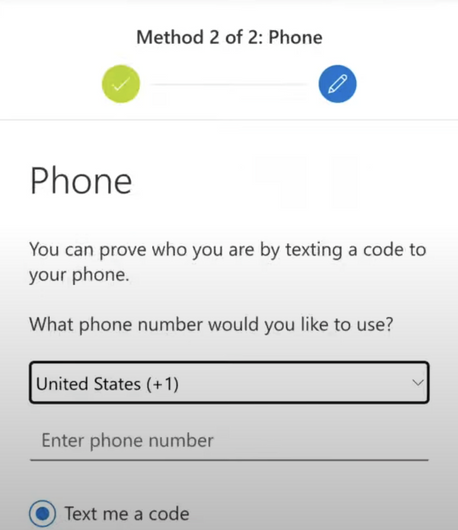 Method 2 of 2: Phone
Phone
You can prove who you are by texting a code to
your phone.
What phone number would you like to use?
United States (+1)
Enter phone number
Text me a code